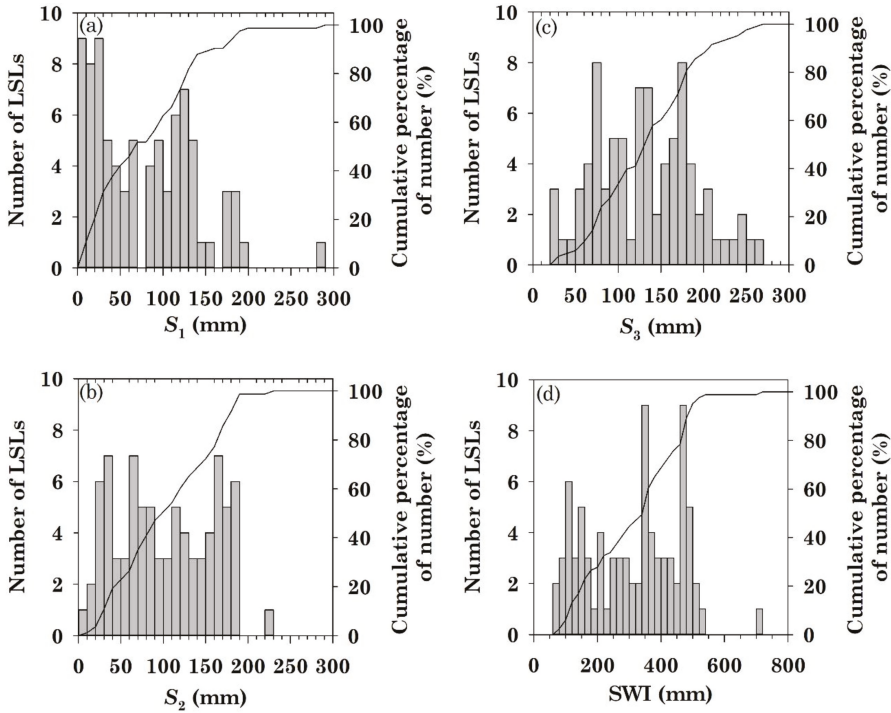 (a)
Number of LSLs
10
8
6
4
2
0
0 50 100 150 200 250 300
S1 (mm)
100
80
60
40
20
0
Cumulative percentage
of number (%)
(c)
Number of LSLs
10
8
6
4
2
0
0 50 100 150 200 250 300
S3 (mm)
100
80
60
40
20
0
Cumulative percentage
of number (%)
(b)
Number of LSLs
10
8
6
4
2
0
0 50 100 150 200 250 300
S2 (mm)
100
80
60
40
20
0
Cumulative percentage
of number (%)
(d)
Number of LSLs
10
8
6
4
2
0
0 200 400 600 800
SWI (mm)
100
80
60
40
20
0
Cumulative percentage
of number (%)